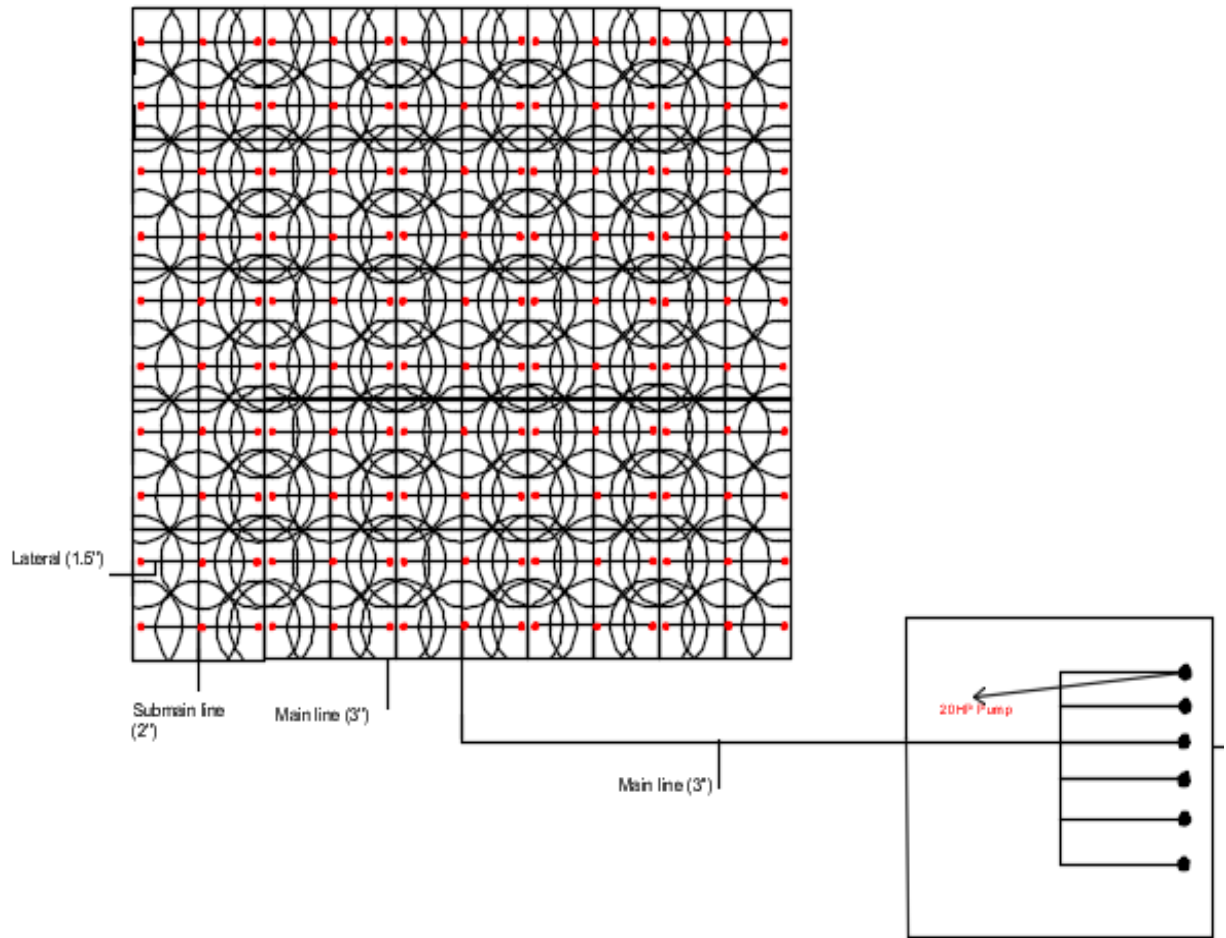 Lateral (1.5")
Submain line
(2")
Main line (3")
20HP Pump
Main line (3")